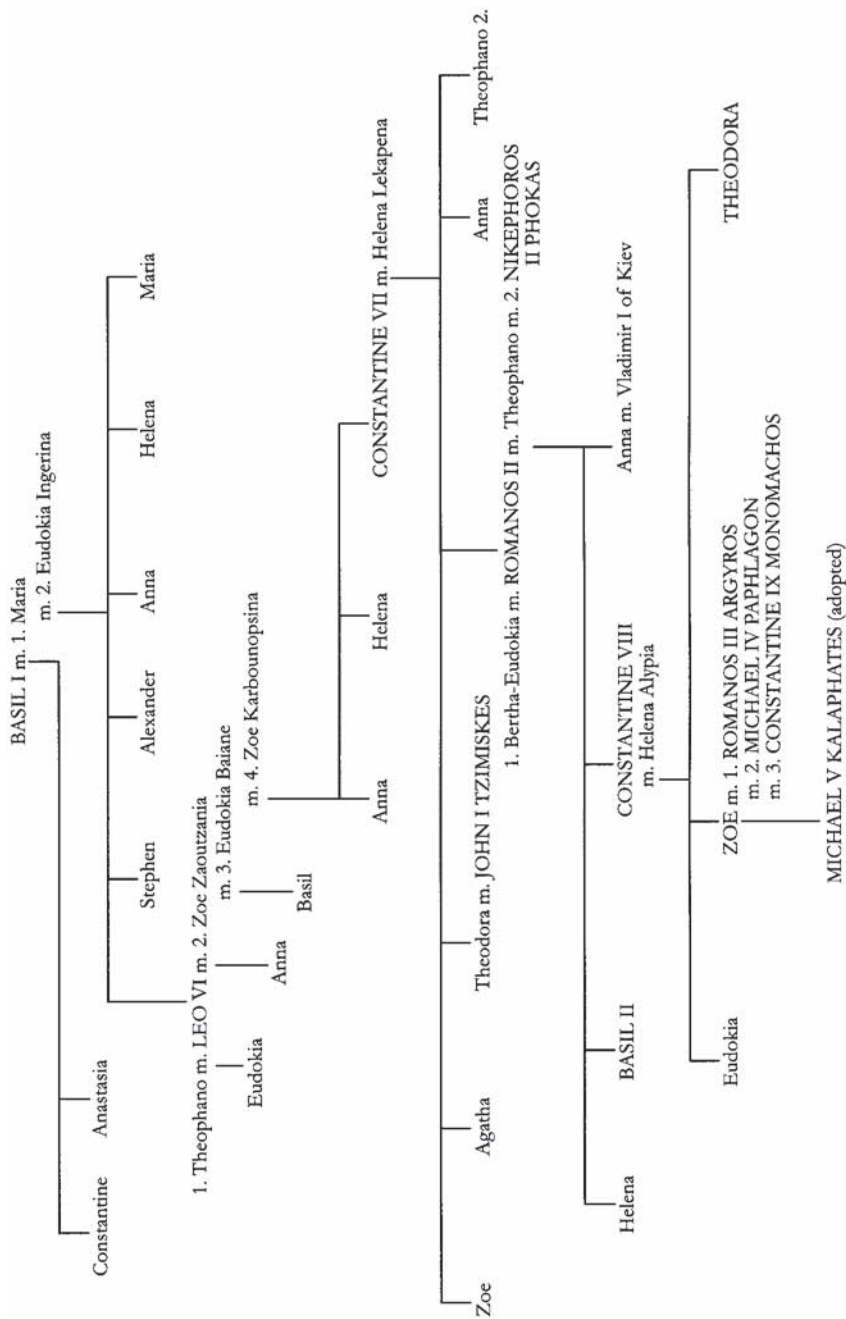 BASIL I m. 1. Maria
m. 2. Eudokia Ingerina
Constantine
Anastasia
Stephen
Alexander
Anna
Helena
Maria
1. Theophano m. LEO VI m. 2. Zoe Zaoutzania
m. 3. Eudokia Baiane
m. 4. Zoe Karbounopsina
Eudokia
Anna
Basil
Anna
Helena
CONSTANTINE VII m. Helena Lekapena
Zoe
Agatha
Theodora m. JOHN I TZIMISKES
Anna
Theophano 2.
1. Bertha-Eudokia m. ROMANOS II m. Theophano m. 2. NIKEPHOROS
II PHOKAS
Helena
BASIL II
CONSTANTINE VIII
m. Helena Alypia
Anna m. Vladimir I of Kiev
Eudokia
ZOE m. 1. ROMANOS III ARGYROS
m. 2. MICHAEL IV PAPHLAGON
m. 3. CONSTANTINE IX MONOMACHOS
THEODORA
MICHAEL V KALAPHATES (adopted)